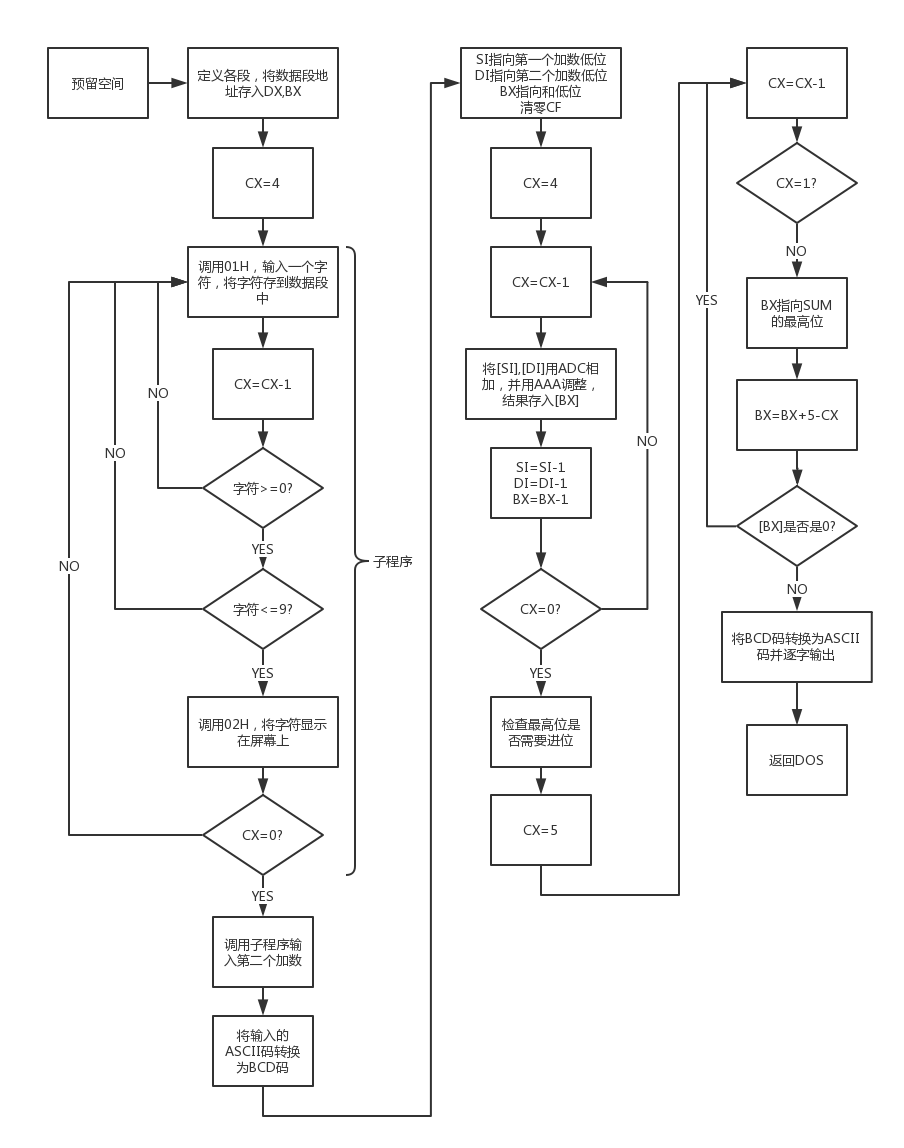 预留空间
定义各段，将数据段地
址存入DX,BX
CX=4
调用01H，输入一个字
符，将字符存到数据段
中
CX=CX-1
NO
字符>=0?
YES
NO
字符<=9?
YES
NO
调用02H，将字符显示
在屏幕上
CX=0?
YES
子程序
调用子程序输
入第二个加数
将输入的
ASCII码转换
为BCD码
SI指向第一个加数低位
DI指向第二个加数低位
BX指向和低位
清零CF
CX=4
CX=CX-1
将[SI],[DI]用ADC相
加，并用AAA调整，
结果存入[BX]
SI=SI-1
DI=DI-1
BX=BX-1
NO
CX=0?
YES
检查最高位是
否需要进位
CX=5
CX=CX-1
CX=1?
NO
BX指向SUM
的最高位
BX=BX+5-CX
YES
[BX]是否是0?
NO
将BCD码转换为ASCII
码并逐字输出
返回DOS